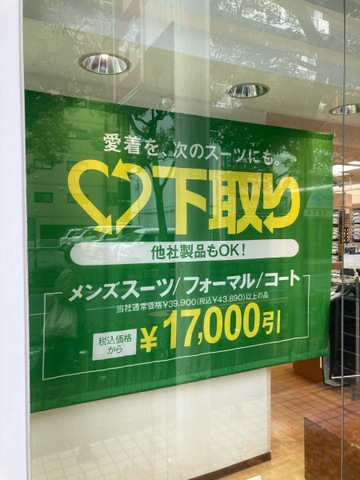 愛着を、次のスーツにも。
下取り
他社製品もOK!
メンズスーツ/フォーマル/コート
当社通常価格¥39,900(税込¥43,890)以上の品
税込価格から ¥17,000引